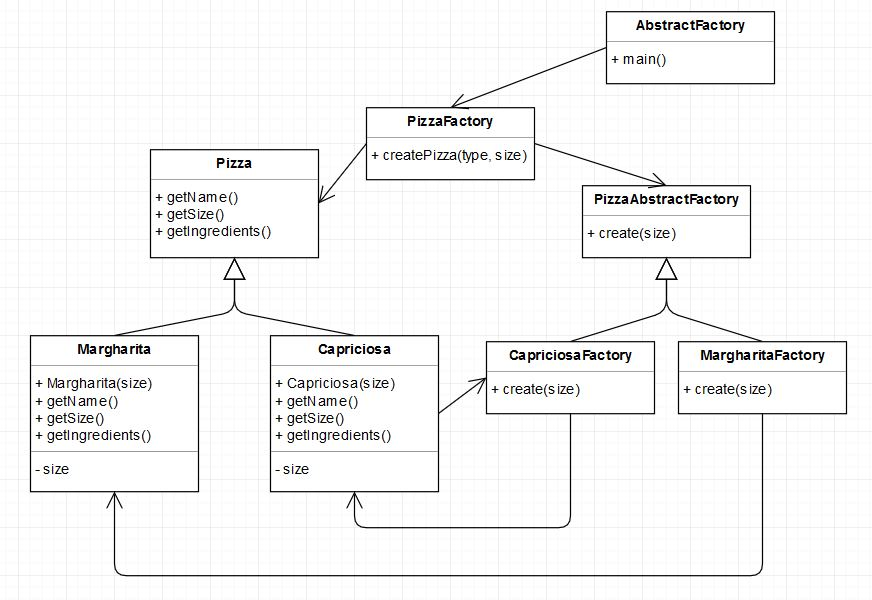 AbstractFactory
+ main()
PizzaFactory
+ createPizza(type, size)
Pizza
+ getName()
+ getSize()
+ getIngredients()
PizzaAbstractFactory
+ create(size)
Margharita
+ Margharita(size)
+ getName()
+ getSize()
+ getIngredients()
- size
Capriciosa
+ Capriciosa(size)
+ getName()
+ getSize()
+ getIngredients()
- size
CapriciosaFactory
+ create(size)
MargharitaFactory
+ create(size)